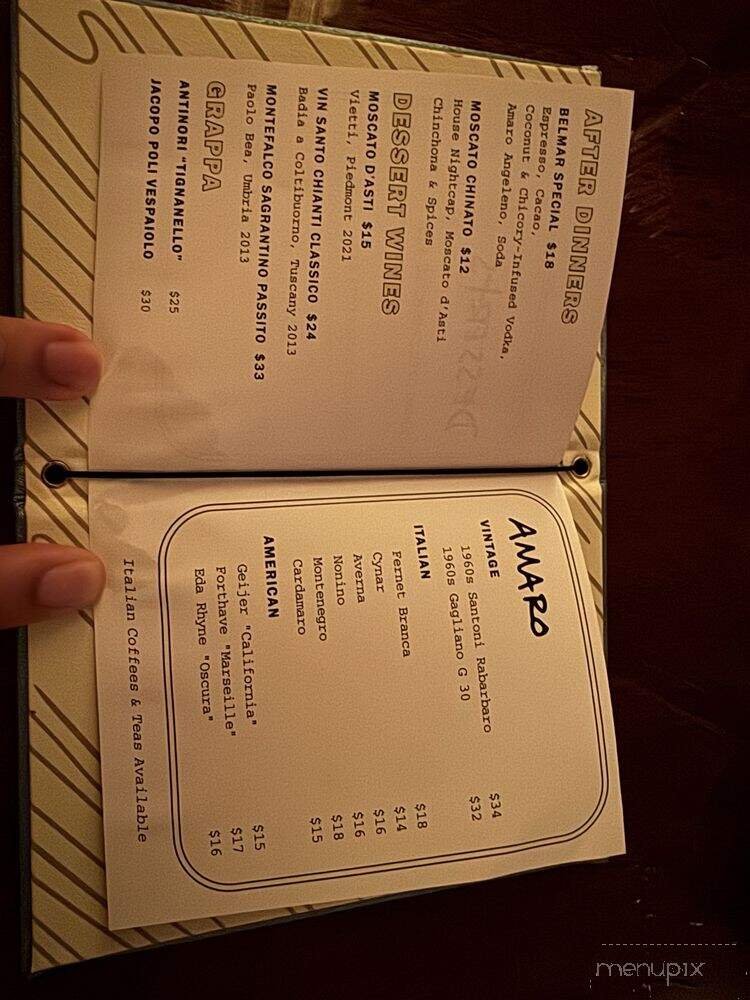 AFTER DINNERS
BELMAR SPECIAL $18
Espresso, Cacao,
Coconut & Chicory-Infused Vodka,
Amaro Angeleno, Soda
MOSCATO CHINATO $12
House Nightcap, Moscato d'Asti
Chinchona & Spices
DESSERT WINES
MOSCATO D'ASTI $15
Vietti, Piedmont 2021
VIN SANTO CHIANTI CLASSICO $24
Badia a Coltibuorno, Tuscany 2013
MONTEFALCO SAGRANTINO PASSITO $33
Paolo Bea, Umbria 2013
GRAPPA
ANTINORI "TIGNANELLO" $25
JACOPO POLI VESPAIOLO $30
AMARO
VINTAGE
1960s Santoni Rabarbaro $34
1960s Gagliano G 30 $32
ITALIAN $18
Fernet Branca $14
Cynar $16
Averna $16
Nonino $18
Montenegro $15
Cardamaro
AMERICAN
Geijer "California" $15
Forthave "Marseille" $17
Eda Rhyne "Oscura" $16
Italian Coffees & Teas Available
menupix